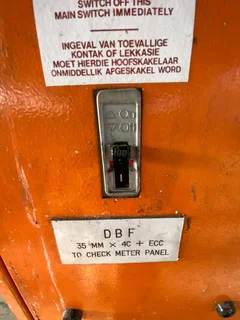 SWITCH OFF THIS
MAIN SWITCH IMMEDIATELY
INGEVAL VAN TOEVALLIGE
KONTAK OF LEKKASIE
MOET HIERDIE HOOFSKAKELAAR
ONMIDDELLIK AFGESKAKEL WORD
DBF
35 MM × 4C + ECC
TO CHECK METER PANEL